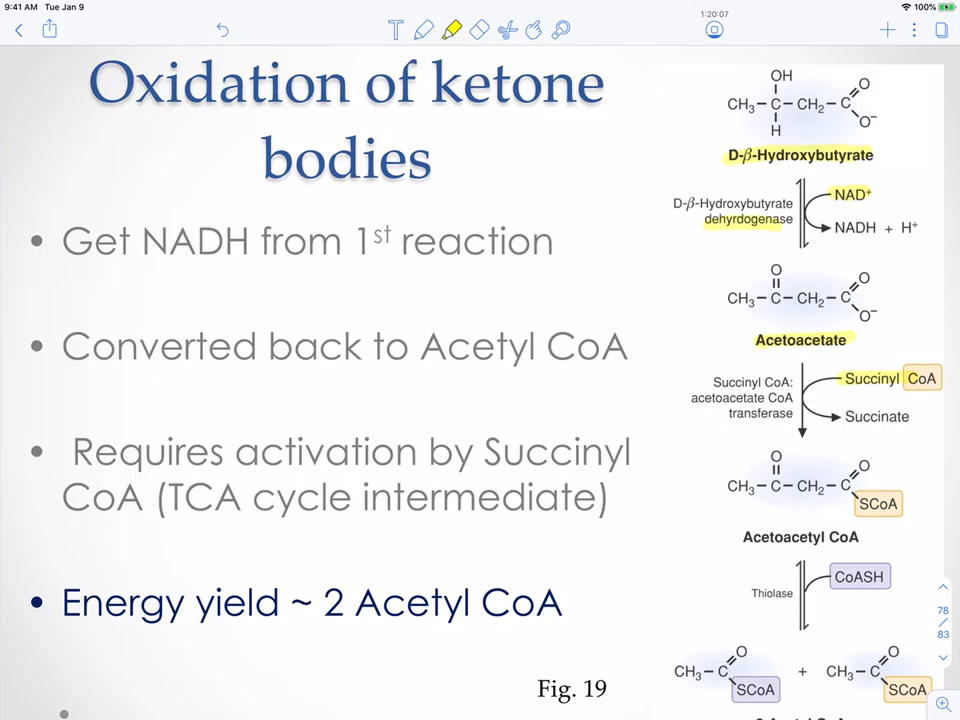 9:41 AM Tue Jan 9
100%
1:20:07
Oxidation of ketone
bodies
• Get NADH from 1st reaction
• Converted back to Acetyl CoA
• Requires activation by Succinyl
CoA (TCA cycle intermediate)
• Energy yield ~ 2 Acetyl CoA
Fig. 19
OH
CH3 – C – CH2 – C
O
O−
H
D-β-Hydroxybutyrate
D-β-Hydroxybutyrate
dehyrdogenase
NAD+
NADH + H+
O
CH3 – C – CH2 – C
O
O−
Acetoacetate
Succinyl CoA:
acetoacetate CoA
transferase
Succinyl CoA
Succinate
O
CH3 – C – CH2 – C
O
SCoA
Acetoacetyl CoA
Thiolase
CoASH
CH3 – C
O
SCoA
+
CH3 – C
O
SCoA
78
/
83